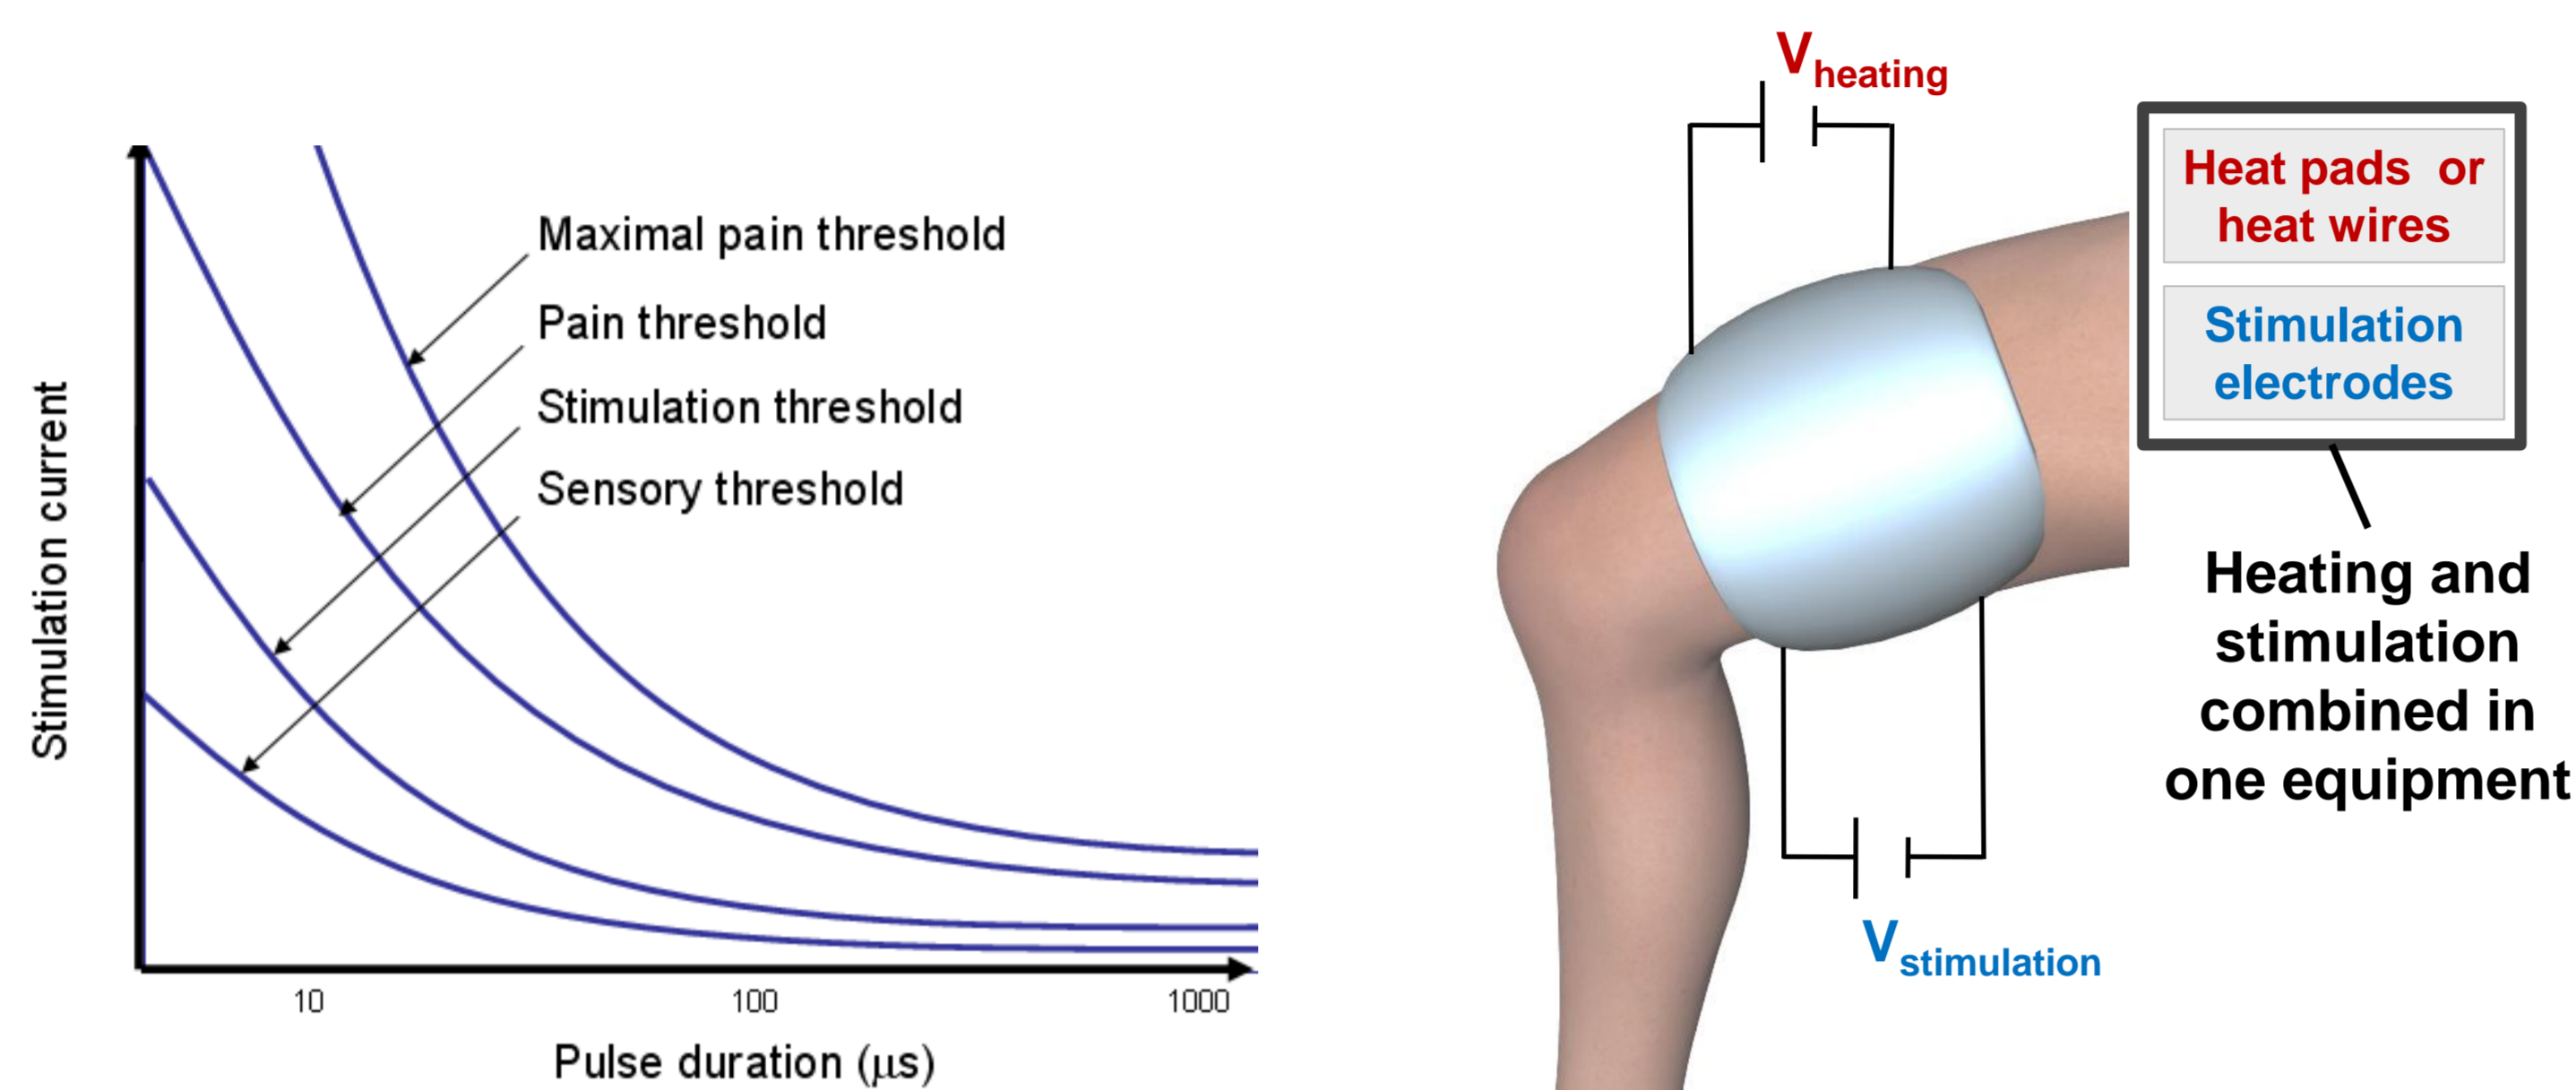 Stimulation current
Maximal pain threshold
Pain threshold
Stimulation threshold
Sensory threshold
10
100
1000
Pulse duration (μs)
Vheating
Heat pads or
heat wires
Stimulation
electrodes
Heating and
stimulation
combined in
one equipment
Vstimulation